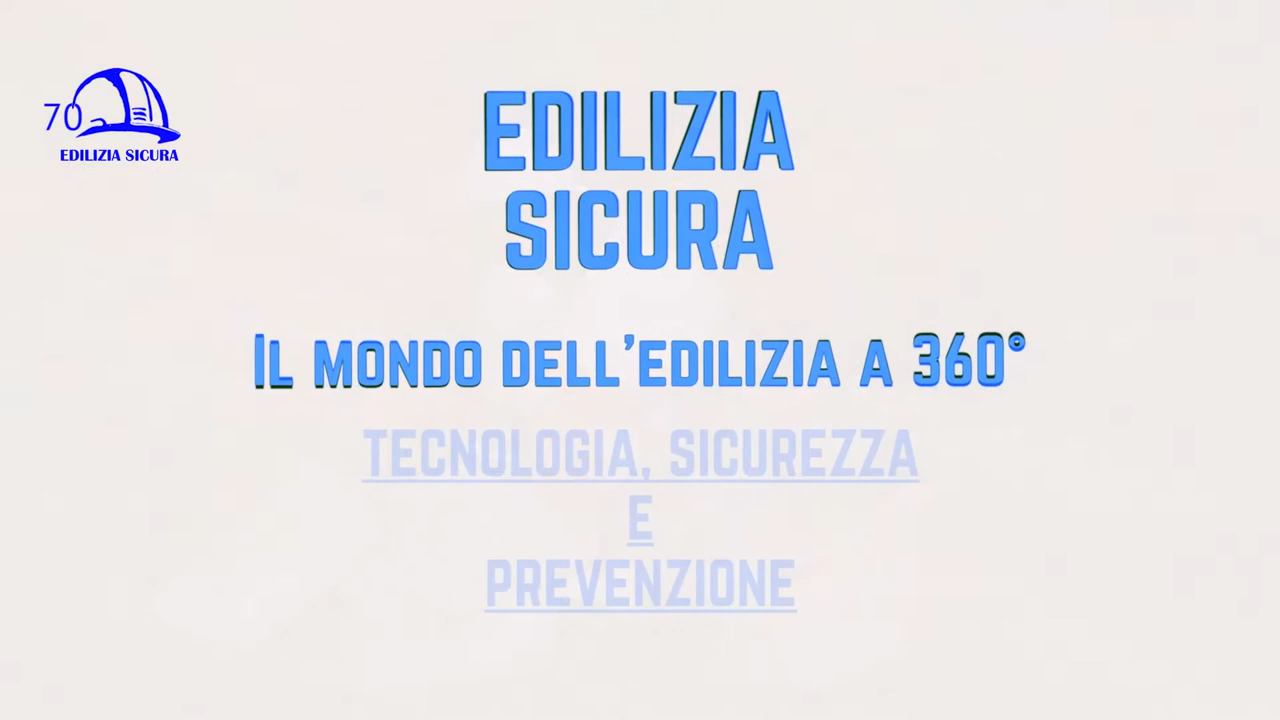 70
EDILIZIA SICURA
EDILIZIA
SICURA
IL MONDO DELL'EDILIZIA A 360°
TECNOLOGIA, SICUREZZA
E
PREVENZIONE